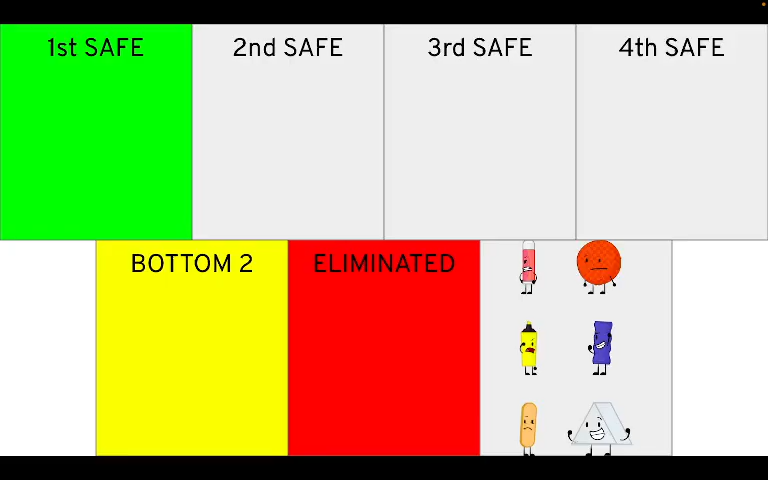 1st SAFE
2nd SAFE
3rd SAFE
4th SAFE
BOTTOM 2
ELIMINATED